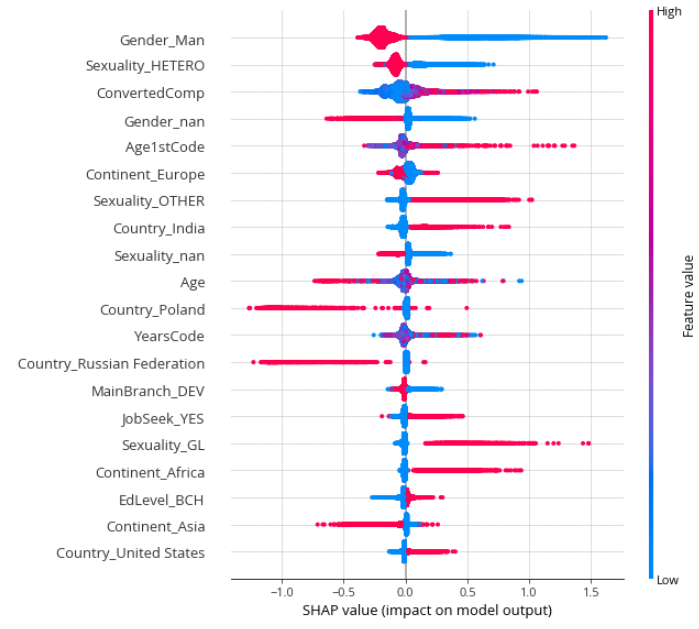 High
Gender_Man
Sexuality_HETERO
ConvertedComp
Gender_nan
Age1stCode
Continent_Europe
Sexuality_OTHER
Country_India
Sexuality_nan
Age
Country_Poland
YearsCode
Country_Russian Federation
MainBranch_DEV
JobSeek_YES
Sexuality_GL
Continent_Africa
EdLevel_BCH
Continent_Asia
Country_United States
Feature value
Low
−1.0 −0.5 0.0 0.5 1.0 1.5
SHAP value (impact on model output)